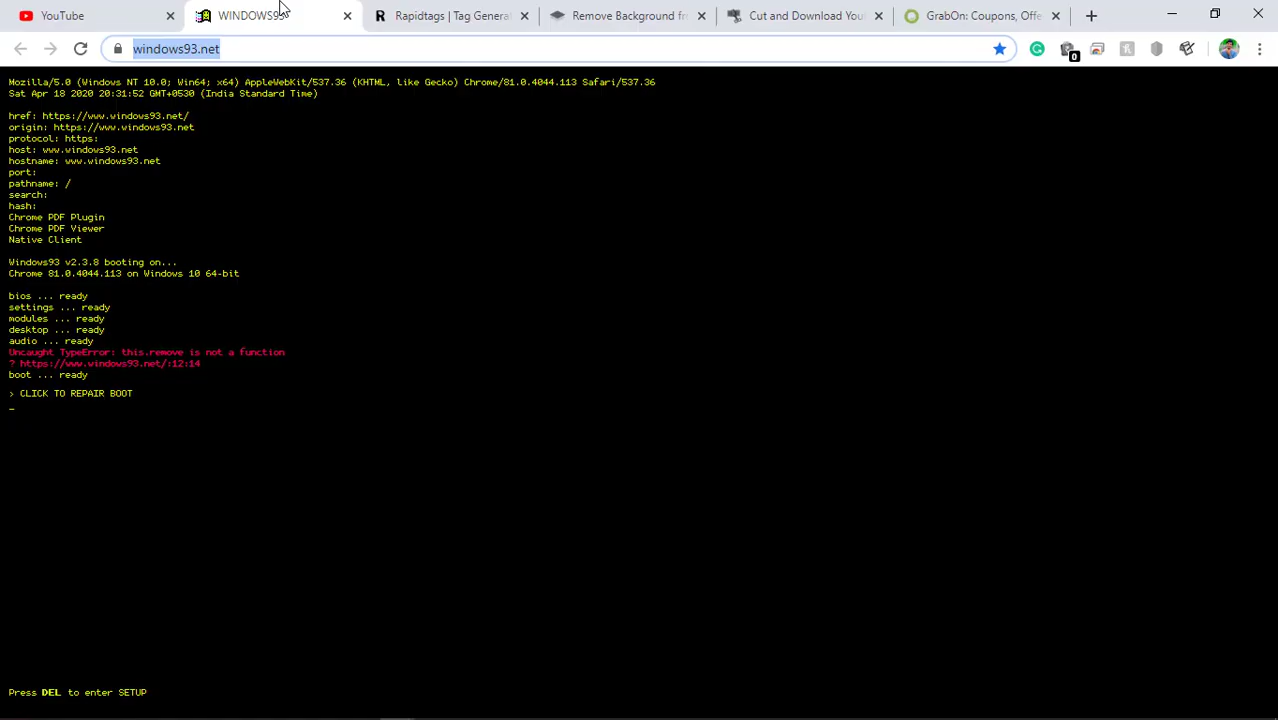 YouTube
WINDOWS93
Rapidtags | Tag Genera
Remove Background fr
Cut and Download You
GrabOn: Coupons, Offe
windows93.net
0
Mozilla/5.0 (Windows NT 10.0; Win64; x64) AppleWebKit/537.36 (KHTML, like Gecko) Chrome/81.0.4044.113 Safari/537.36
Sat Apr 18 2020 20:31:52 GMT+0530 (India Standard Time)
href: https://www.windows93.net/
origin: https://www.windows93.net
protocol: https:
host: www.windows93.net
hostname: www.windows93.net
port:
pathname: /
search:
hash:
Chrome PDF Plugin
Chrome PDF Viewer
Native Client
Windows93 v2.3.8 booting on...
Chrome 81.0.4044.113 on Windows 10 64-bit
bios ... ready
settings ... ready
modules ... ready
desktop ... ready
audio ... ready
Uncaught TypeError: this.remove is not a function
? https://www.windows93.net/:12:14
boot ... ready
> CLICK TO REPAIR BOOT
_
Press DEL to enter SETUP